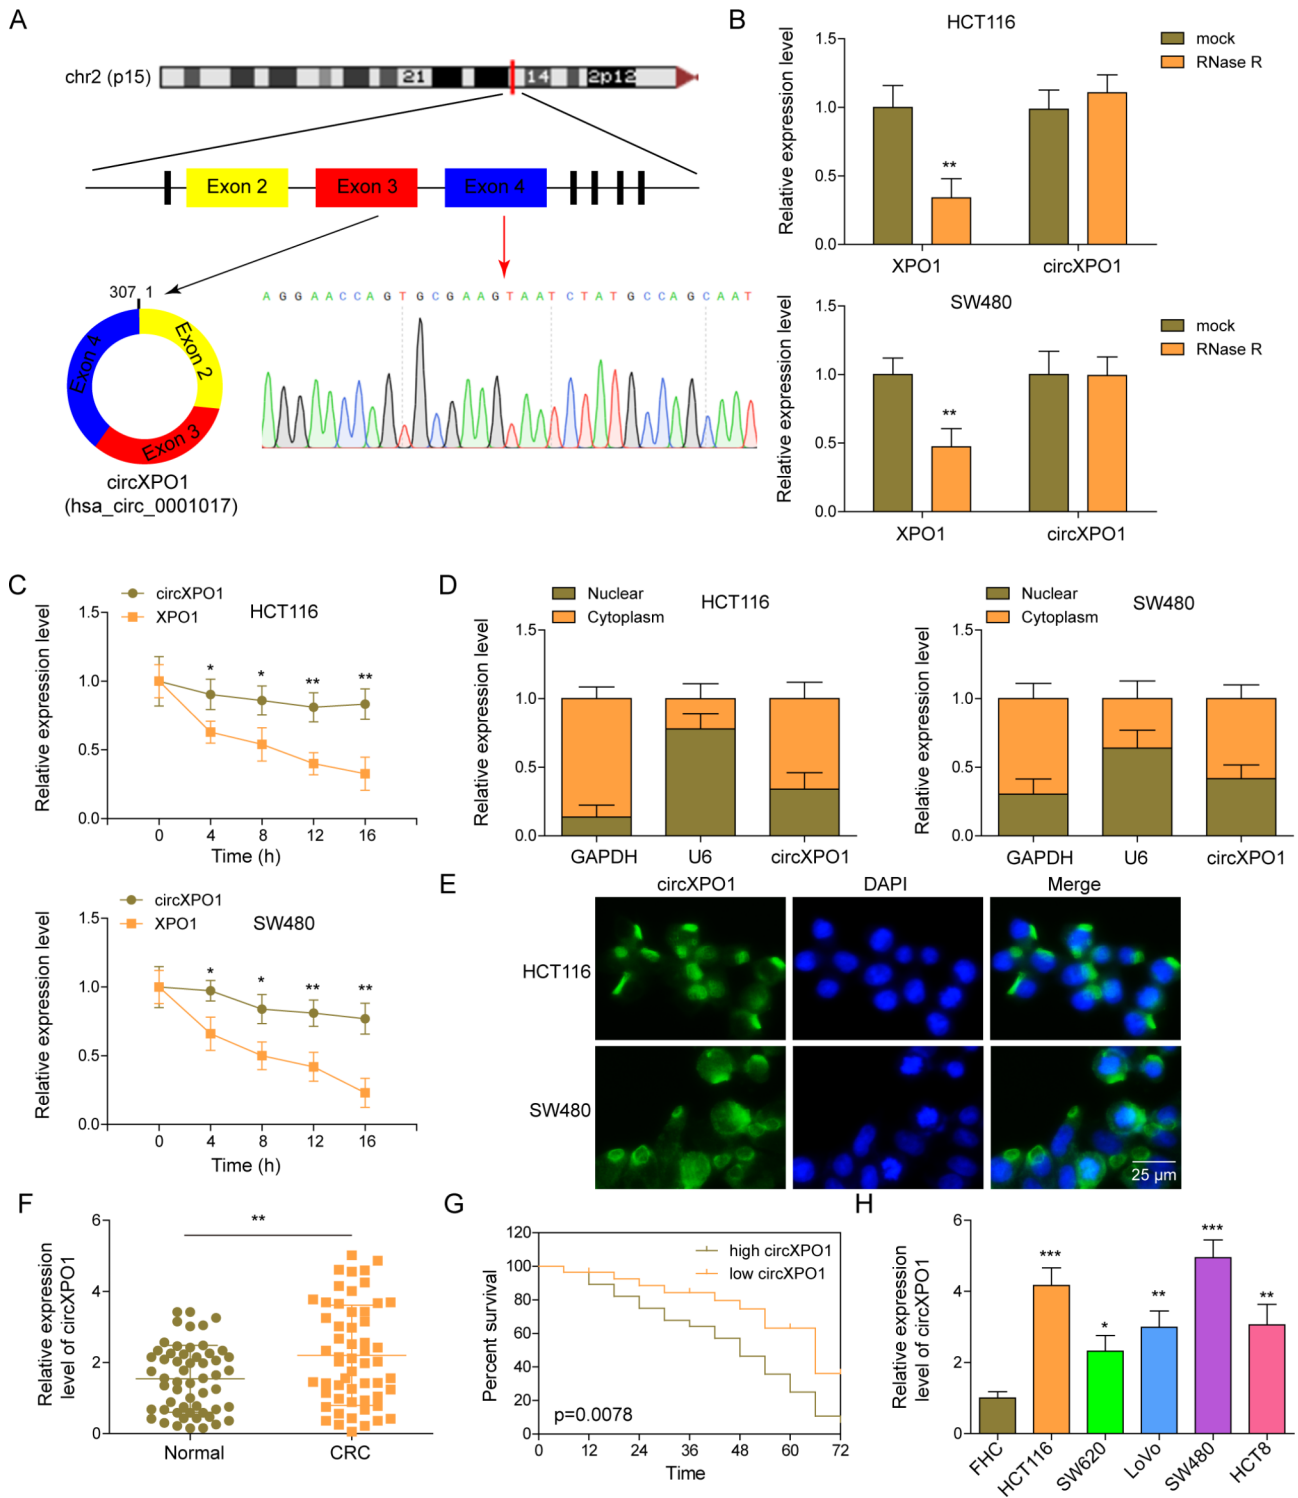 A
chr2 (p15)
21
14
2p12
Exon 2
Exon 3
Exon 4
307
1
Exon 4
Exon 2
Exon 3
circXPO1
(hsa_circ_0001017)
A G G A A C C A G T G C G A A G T A A T C T A T G C C A G C A A T
B
HCT116
mock
RNase R
Relative expression level
1.5
1.0
0.5
0.0
**
XPO1
circXPO1
SW480
mock
RNase R
Relative expression level
1.5
1.0
0.5
0.0
**
XPO1
circXPO1
C
circXPO1
XPO1
HCT116
Relative expression level
1.5
1.0
0.5
0.0
* * ** **
0 4 8 12 16
Time (h)
circXPO1
XPO1
SW480
Relative expression level
1.5
1.0
0.5
0.0
* * ** **
0 4 8 12 16
Time (h)
D
Nuclear
Cytoplasm
HCT116
Relative expression level
1.5
1.0
0.5
0.0
GAPDH U6 circXPO1
Nuclear
Cytoplasm
SW480
Relative expression level
1.5
1.0
0.5
0.0
GAPDH U6 circXPO1
E
circXPO1 DAPI Merge
HCT116
SW480
25 μm
F
Relative expression
level of circXPO1
6
4
2
0
**
Normal CRC
G
Percent survival
120
100
80
60
40
20
0
high circXPO1
low circXPO1
p=0.0078
0 12 24 36 48 60 72
Time
H
Relative expression
level of circXPO1
6
4
2
0
*** * ** *** **
FHC HCT116 SW620 LoVo SW480 HCT8